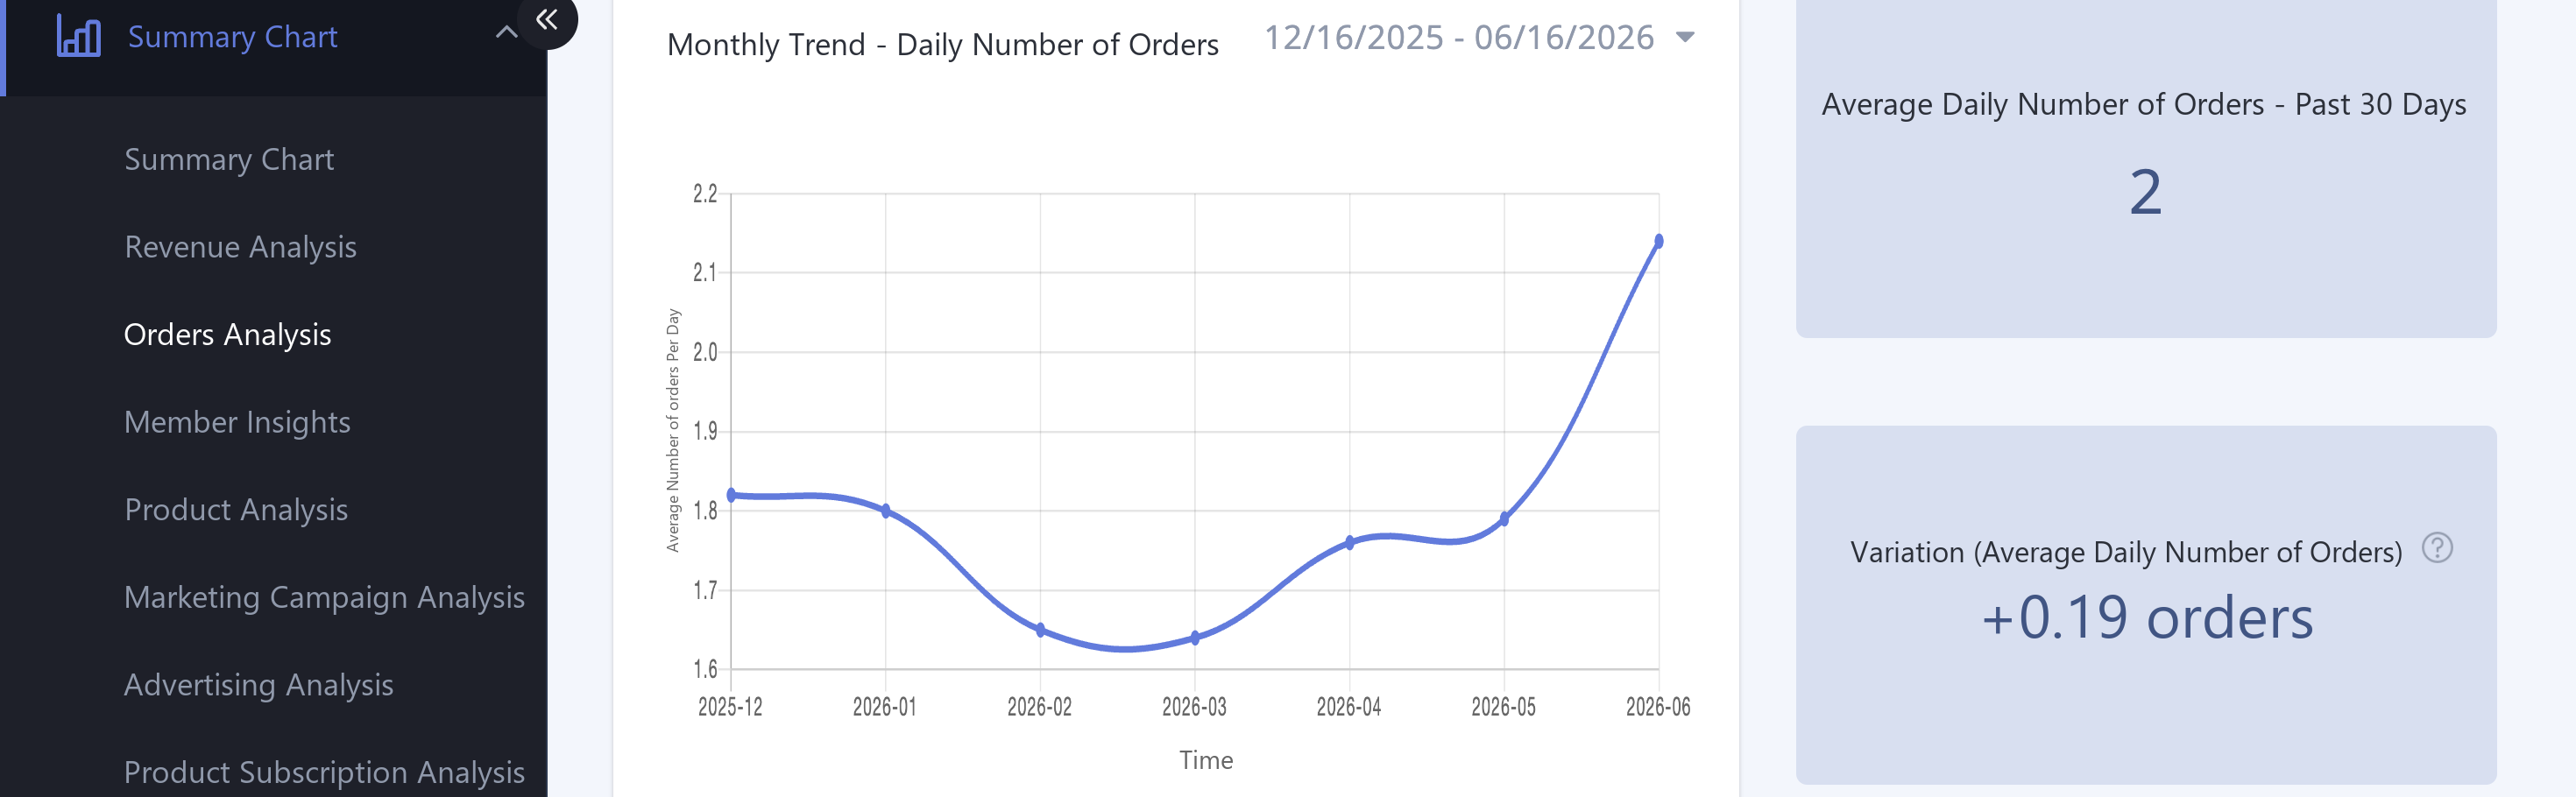 Summary Chart
Summary Chart
Revenue Analysis
Orders Analysis
Member Insights
Product Analysis
Marketing Campaign Analysis
Advertising Analysis
Product Subscription Analysis
Monthly Trend - Daily Number of Orders
12/16/2025 - 06/16/2026
Average Number of orders Per Day
2.2
2.1
2.0
1.9
1.8
1.7
1.6
2025-12 2026-01 2026-02 2026-03 2026-04 2026-05 2026-06
Time
Average Daily Number of Orders - Past 30 Days
2
Variation (Average Daily Number of Orders) ?
+0.19 orders